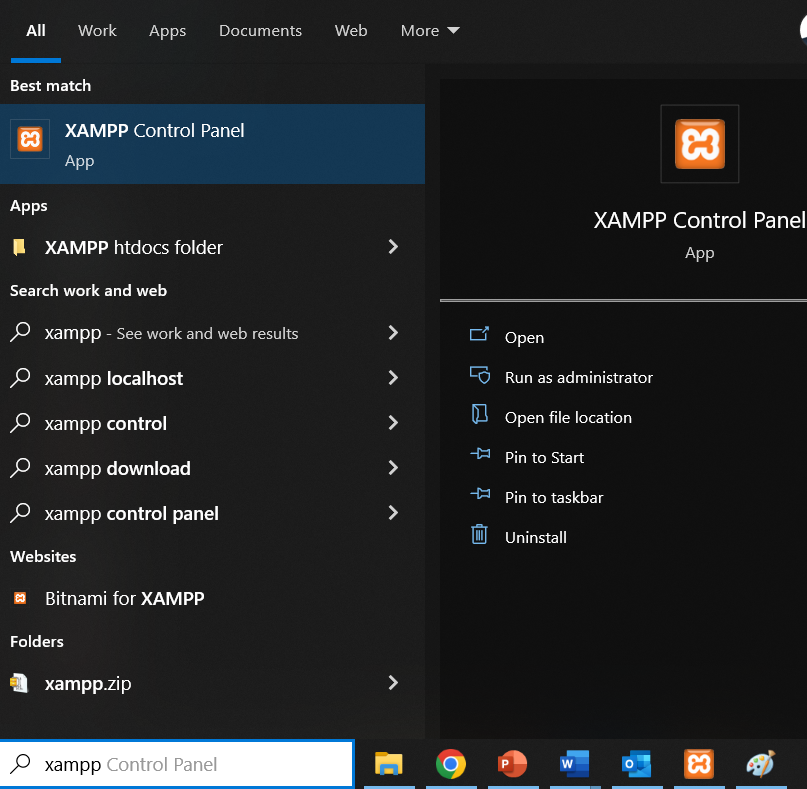 All Work Apps Documents Web More
Best match
XAMPP Control Panel
App
Apps
XAMPP htdocs folder
Search work and web
xampp - See work and web results
xampp localhost
xampp control
xampp download
xampp control panel
Websites
Bitnami for XAMPP
Folders
xampp.zip
XAMPP Control Panel
App
Open
Run as administrator
Open file location
Pin to Start
Pin to taskbar
Uninstall
xampp Control Panel
P W O